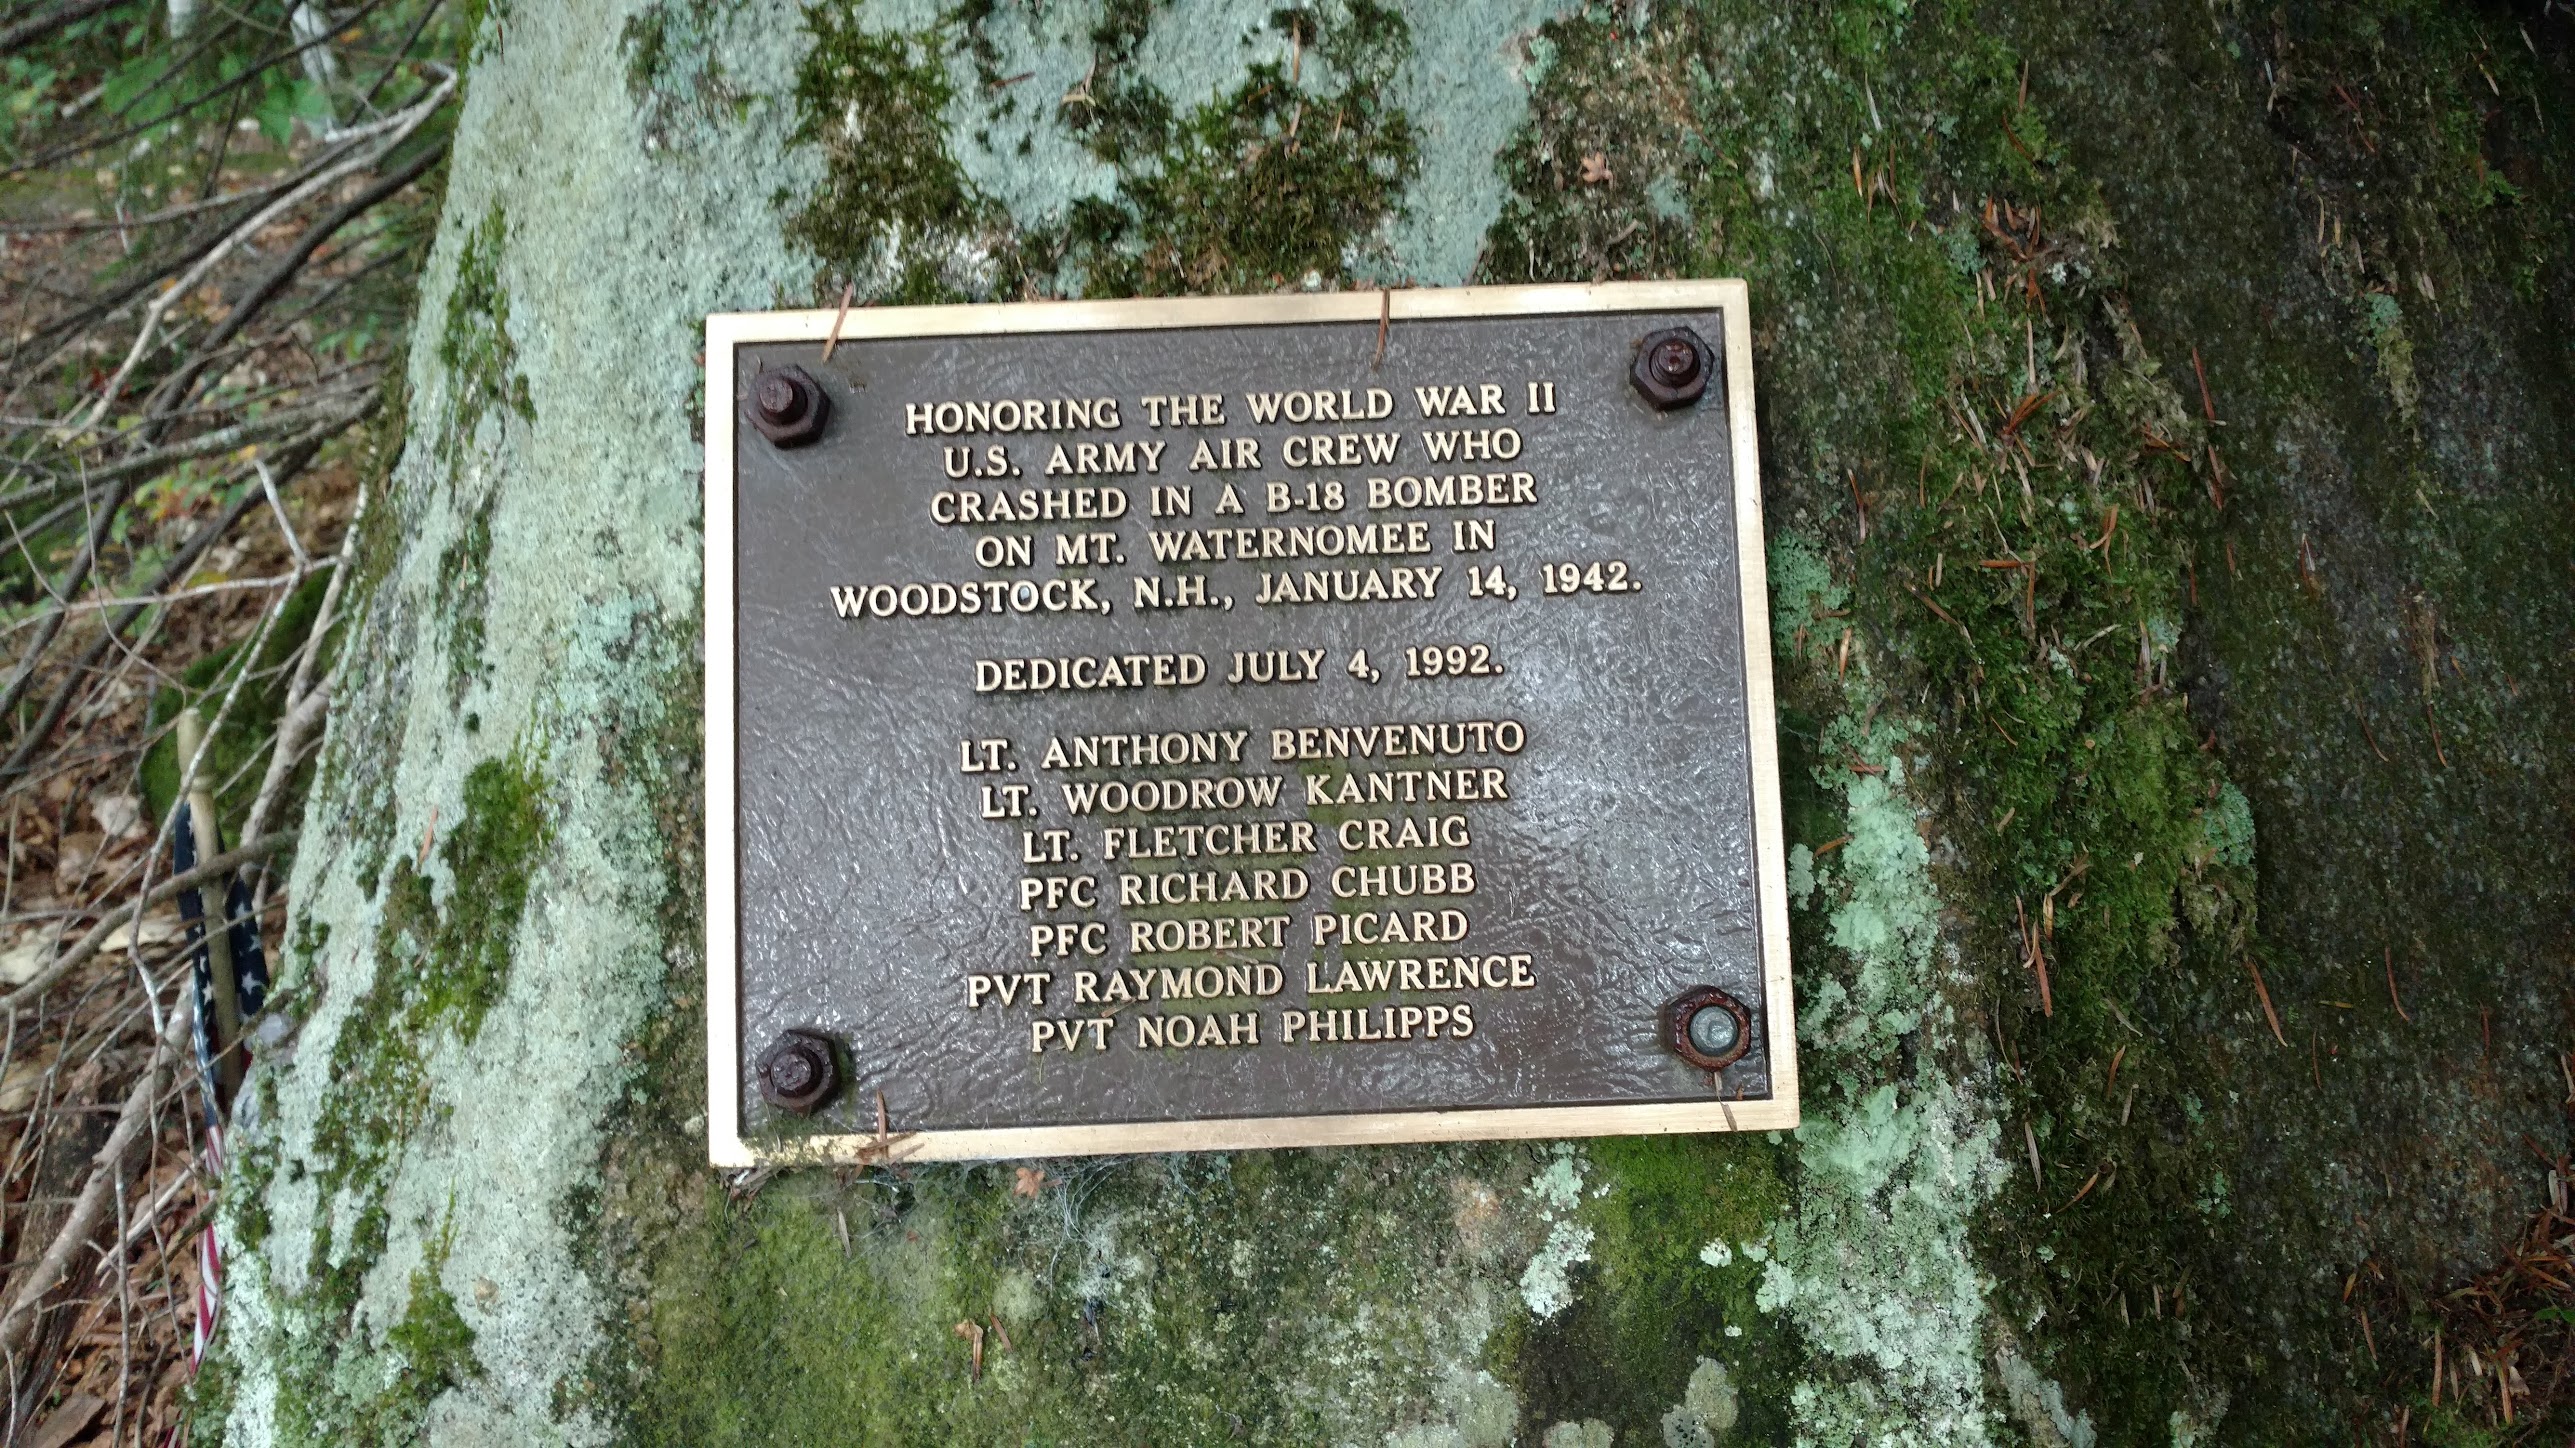 HONORING THE WORLD WAR II
U.S. ARMY AIR CREW WHO
CRASHED IN A B-18 BOMBER
ON MT. WATERNOMEE IN
WOODSTOCK, N.H., JANUARY 14, 1942.
DEDICATED JULY 4, 1992.
LT. ANTHONY BENVENUTO
LT. WOODROW KANTNER
LT. FLETCHER CRAIG
PFC RICHARD CHUBB
PFC ROBERT PICARD
PVT RAYMOND LAWRENCE
PVT NOAH PHILIPPS